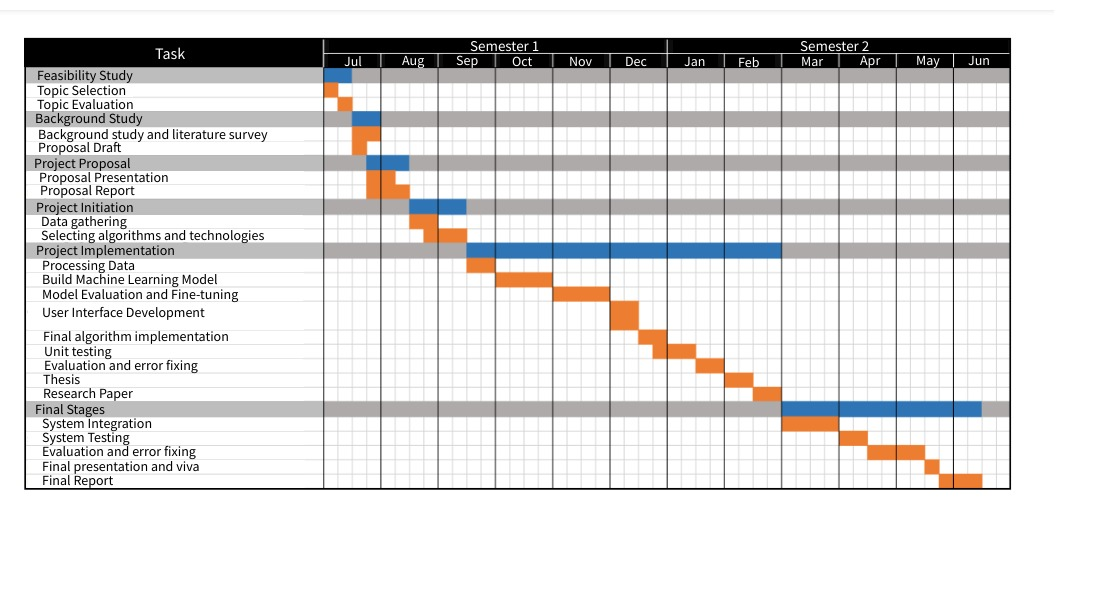 Task
Semester 1
Semester 2
Jul
Aug
Sep
Oct
Nov
Dec
Jan
Feb
Mar
Apr
May
Jun
Feasibility Study
Topic Selection
Topic Evaluation
Background Study
Background study and literature survey
Proposal Draft
Project Proposal
Proposal Presentation
Proposal Report
Project Initiation
Data gathering
Selecting algorithms and technologies
Project Implementation
Processing Data
Build Machine Learning Model
Model Evaluation and Fine-tuning
User Interface Development
Final algorithm implementation
Unit testing
Evaluation and error fixing
Thesis
Research Paper
Final Stages
System Integration
System Testing
Evaluation and error fixing
Final presentation and viva
Final Report